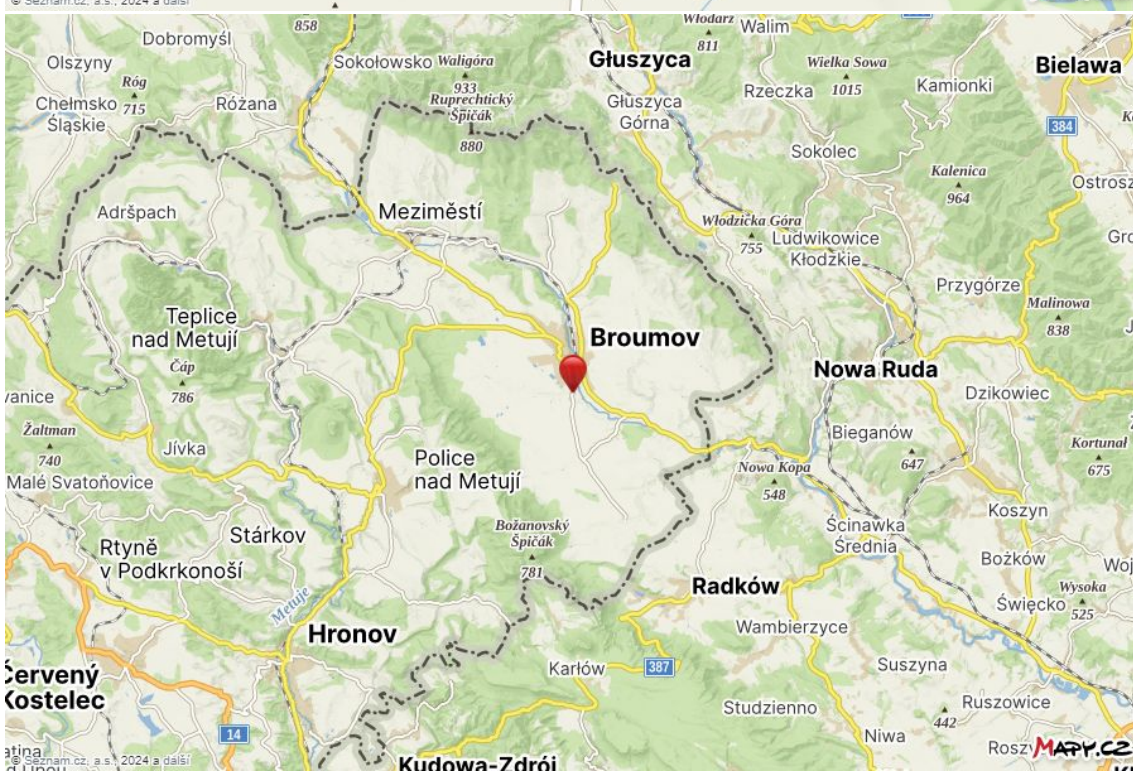 © Seznam.cz, a.s., 2024 a další
858
Dobromyśl
Włodarz
811
Walim
Olszyny
Róg
715
Sokołowsko
Waligóra
933
Głuszyca
Wielka Sowa
1015
Bielawa
Chełmsko
Śląskie
Różana
Ruprechtický
Špičák
880
Głuszyca
Górna
Rzeczka
Kamionki
384
Sokolec
Kalenica
964
Adršpach
Meziměstí
Włodzicka Góra
755
Ludwikowice
Kłodzkie
Przygórze
Malinowa
838
Teplice
nad Metují
Čáp
786
Broumov
Nowa Ruda
Dzikowiec
Žaltman
740
Jívka
Bieganów
647
Kortunał
675
Malé Svatoňovice
Police
nad Metují
Nowa Kopa
548
Koszyn
Stárkov
Božanovský
Špičák
781
Ścinawka
Średnia
Rtyně
v Podkrkonoší
Bożków
Metuje
Radków
Wysoka
525
Święcko
Hronov
Wambierzyce
Karłów
387
Suszyna
Červený
Kostelec
Studzienno
442
Ruszowice
14
Niwa
Mapy.cz
© Seznam.cz, a.s., 2024 a další
Kudowa-Zdrój